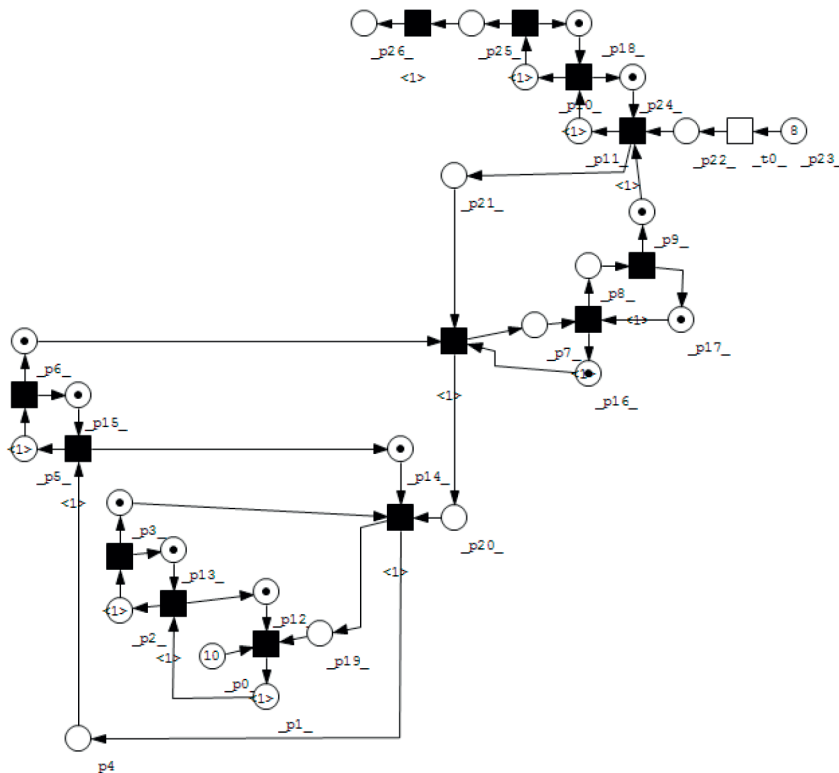 _p26_
_p25_
_p18_
<1>
<1>
_p10_
_p24_
<1>
8
_p11_
_p22_
_t0_
_p23_
<1>
_p21_
_p9_
_p8_
<1>
_p7_
_p17_
_p6_
<1>
_p16_
<1>
_p15_
<1>
_p5_
_p14_
<1>
_p3_
_p20_
<1>
_p13_
<1>
_p12_
_p2_
<1>
10
_p19_
_p0_
<1>
_p1_
p4